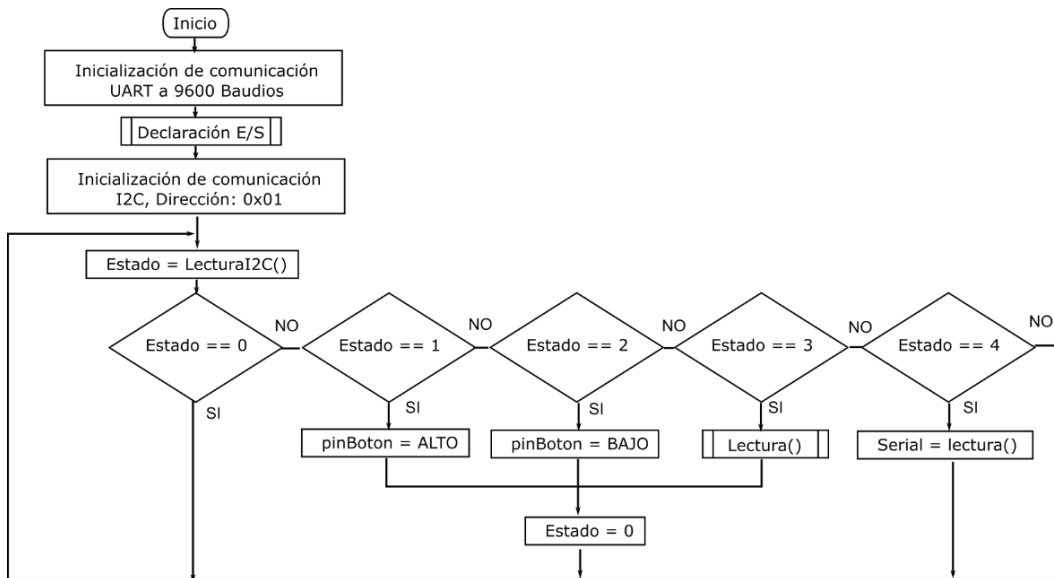 Inicio
Inicialización de comunicación
UART a 9600 Baudios
Declaración E/S
Inicialización de comunicación
I2C, Dirección: 0x01
Estado = LecturaI2C()
Estado == 0
NO
Estado == 1
NO
Estado == 2
NO
Estado == 3
NO
Estado == 4
NO
SI
SI
SI
SI
SI
pinBoton = ALTO
pinBoton = BAJO
Lectura()
Serial = lectura()
Estado = 0